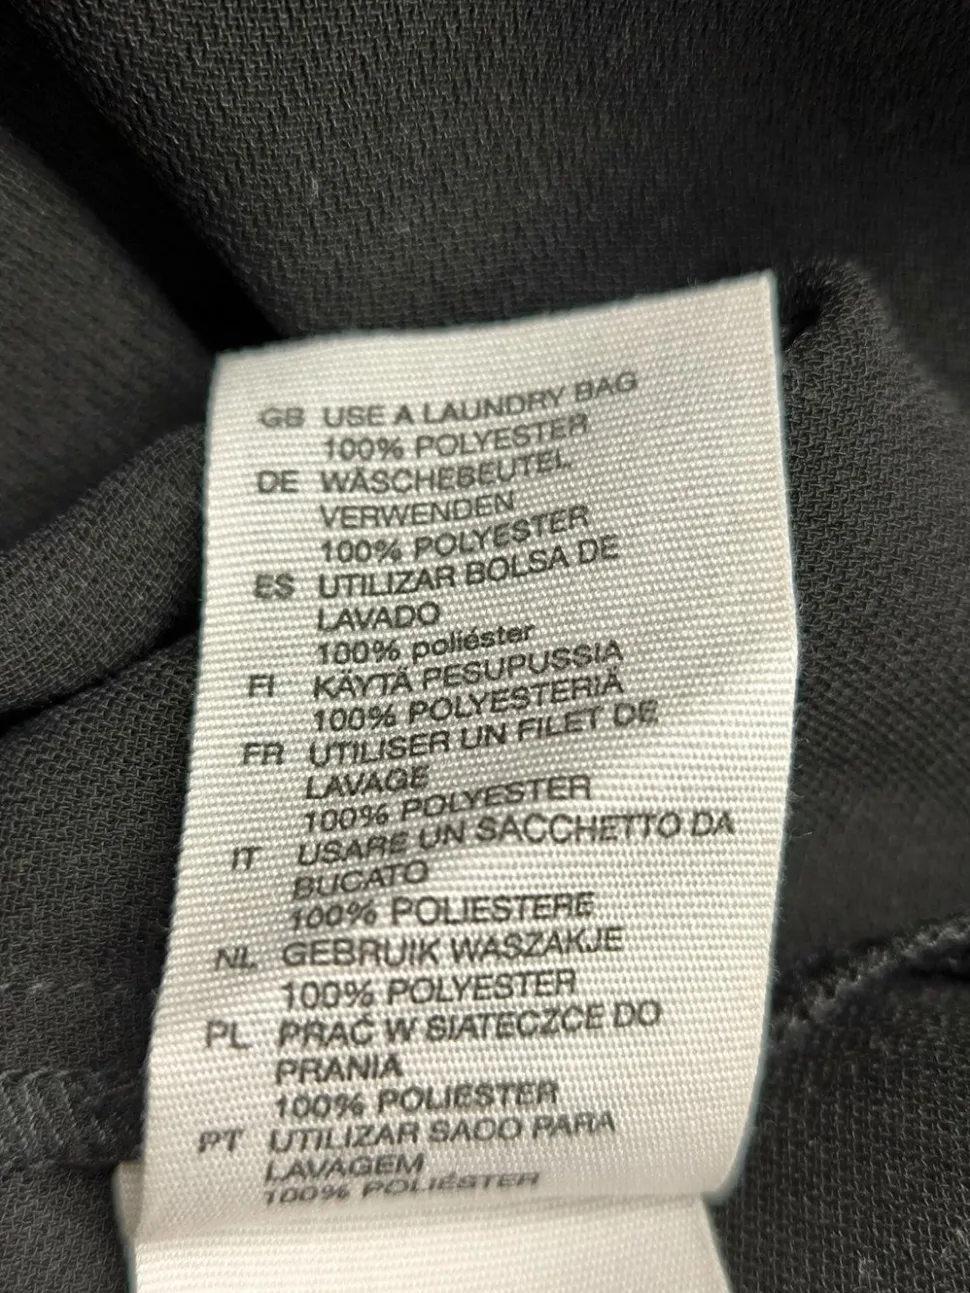 GB USE A LAUNDRY BAG
100% POLYESTER
DE WÄSCHEBEUTEL
VERWENDEN
100% POLYESTER
ES UTILIZAR BOLSA DE
LAVADO
100% poliéster
FI KÄYTÄ PESUPUSSIA
100% POLYESTERIÄ
FR UTILISER UN FILET DE
LAVAGE
100% POLYESTER
IT USARE UN SACCHETTO DA
BUCATO
100% POLIESTERE
NL GEBRUIK WASZAKJE
100% POLYESTER
PL PRAĆ W SIATECZCE DO
PRANIA
100% POLIESTER
PT UTILIZAR SACO PARA
LAVAGEM
100% POLIÉSTER